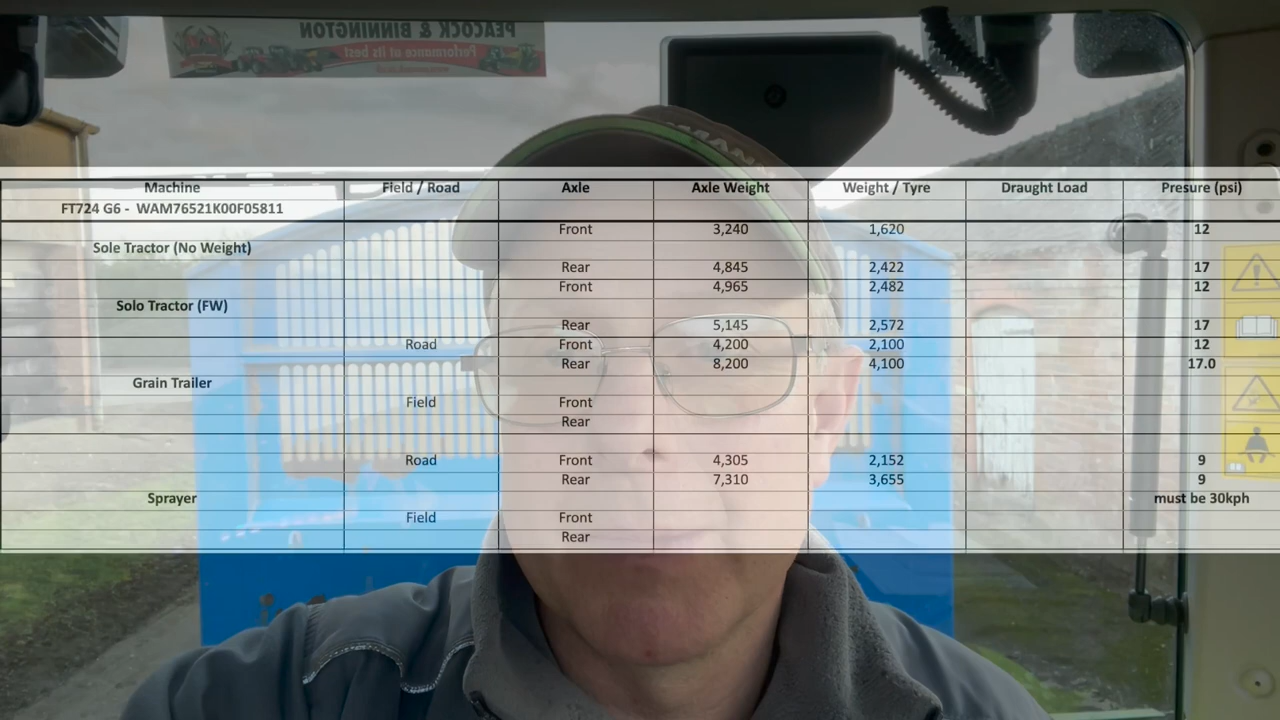 PEACOCK & BINNINGTON
Performance at its best
Machine Field / Road Axle Axle Weight Weight / Tyre Draught Load Presure (psi)
FT724 G6 - WAM76521K00F05811
Front 3,240 1,620 12
Sole Tractor (No Weight)
Rear 4,845 2,422 17
Front 4,965 2,482 12
Solo Tractor (FW)
Rear 5,145 2,572 17
Road Front 4,200 2,100 12
Rear 8,200 4,100 17.0
Grain Trailer
Field Front
Rear
Road Front 4,305 2,152 9
Rear 7,310 3,655 9
Sprayer must be 30kph
Field Front
Rear